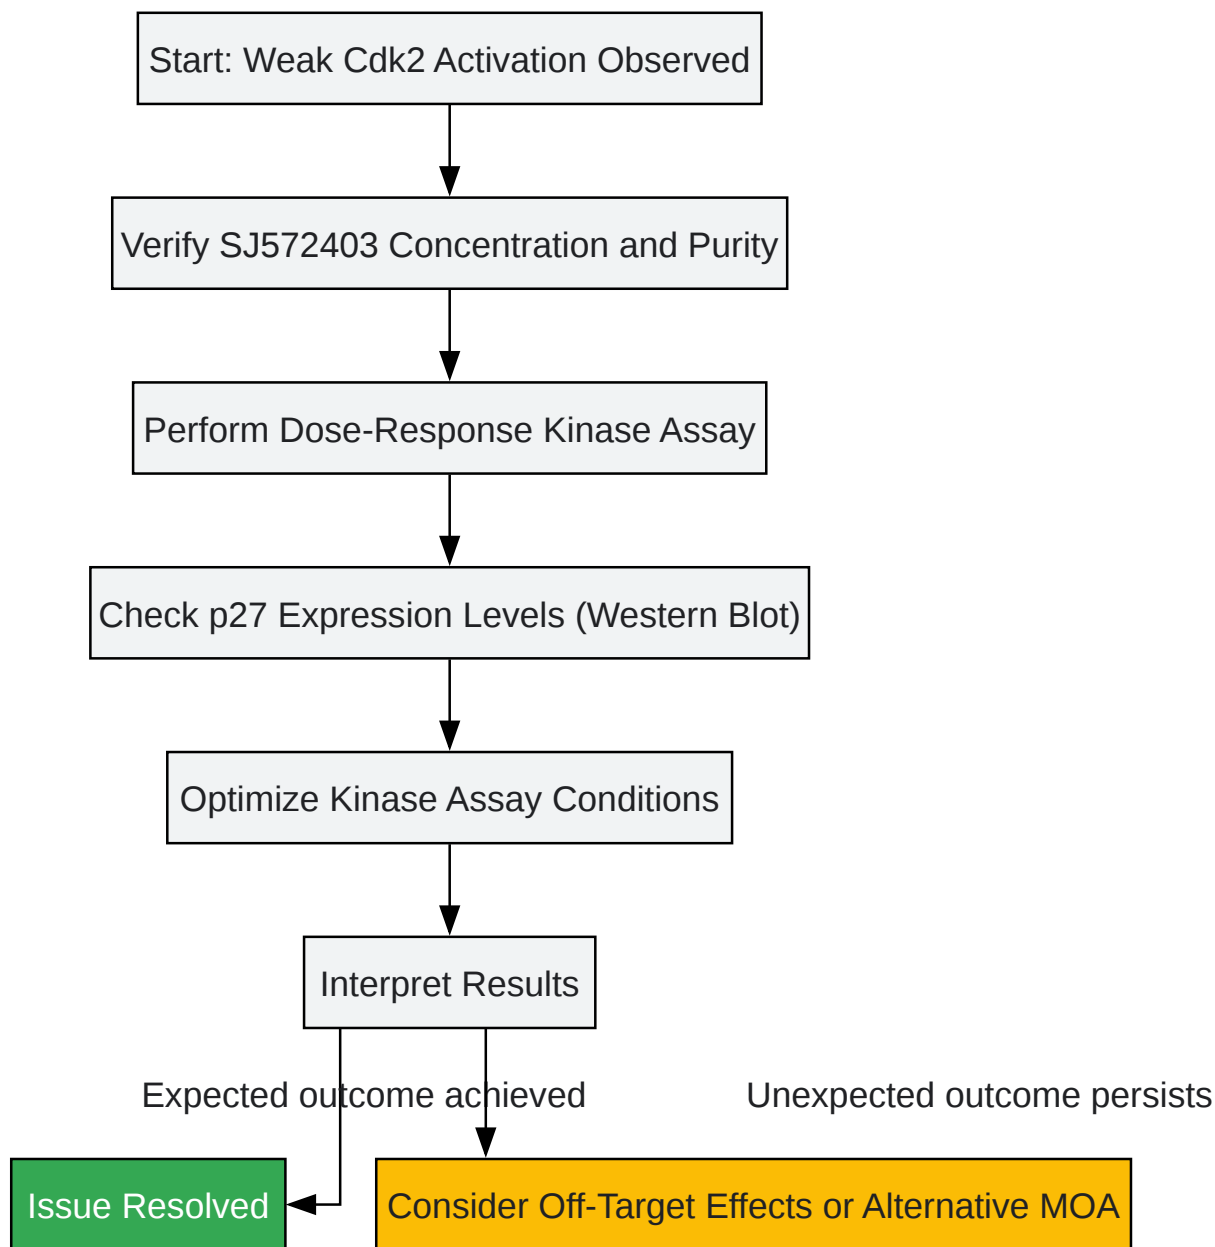 Start: Weak Cdk2 Activation Observed
Verify SJ572403 Concentration and Purity
Perform Dose-Response Kinase Assay
Check p27 Expression Levels (Western Blot)
Optimize Kinase Assay Conditions
Interpret Results
Expected outcome achieved
Unexpected outcome persists
Issue Resolved
Consider Off-Target Effects or Alternative MOA